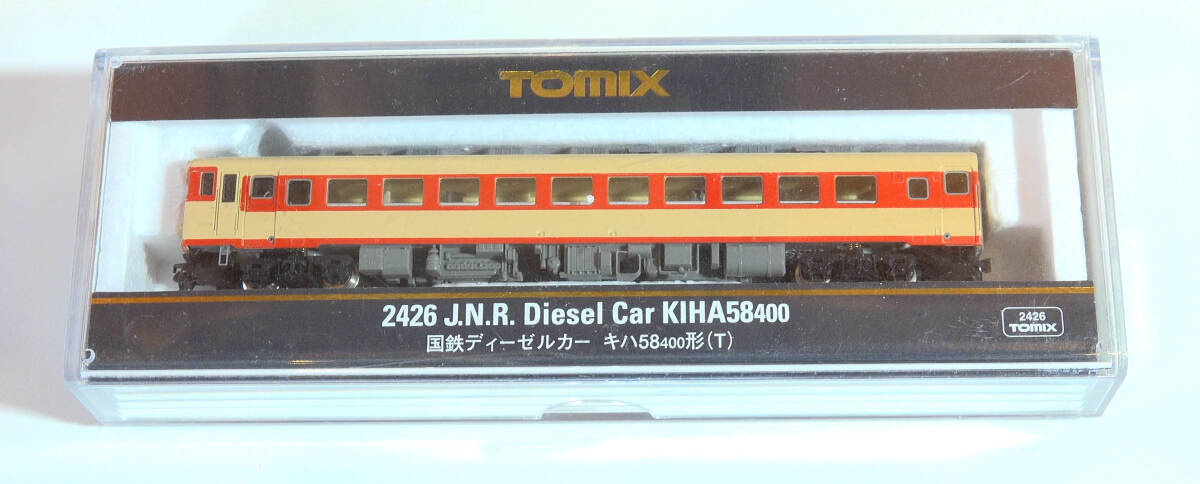 TOMIX
2426 J.N.R. Diesel Car KIHA58400
国鉄ディーゼルカー キハ58400形(T)
2426
TOMIX